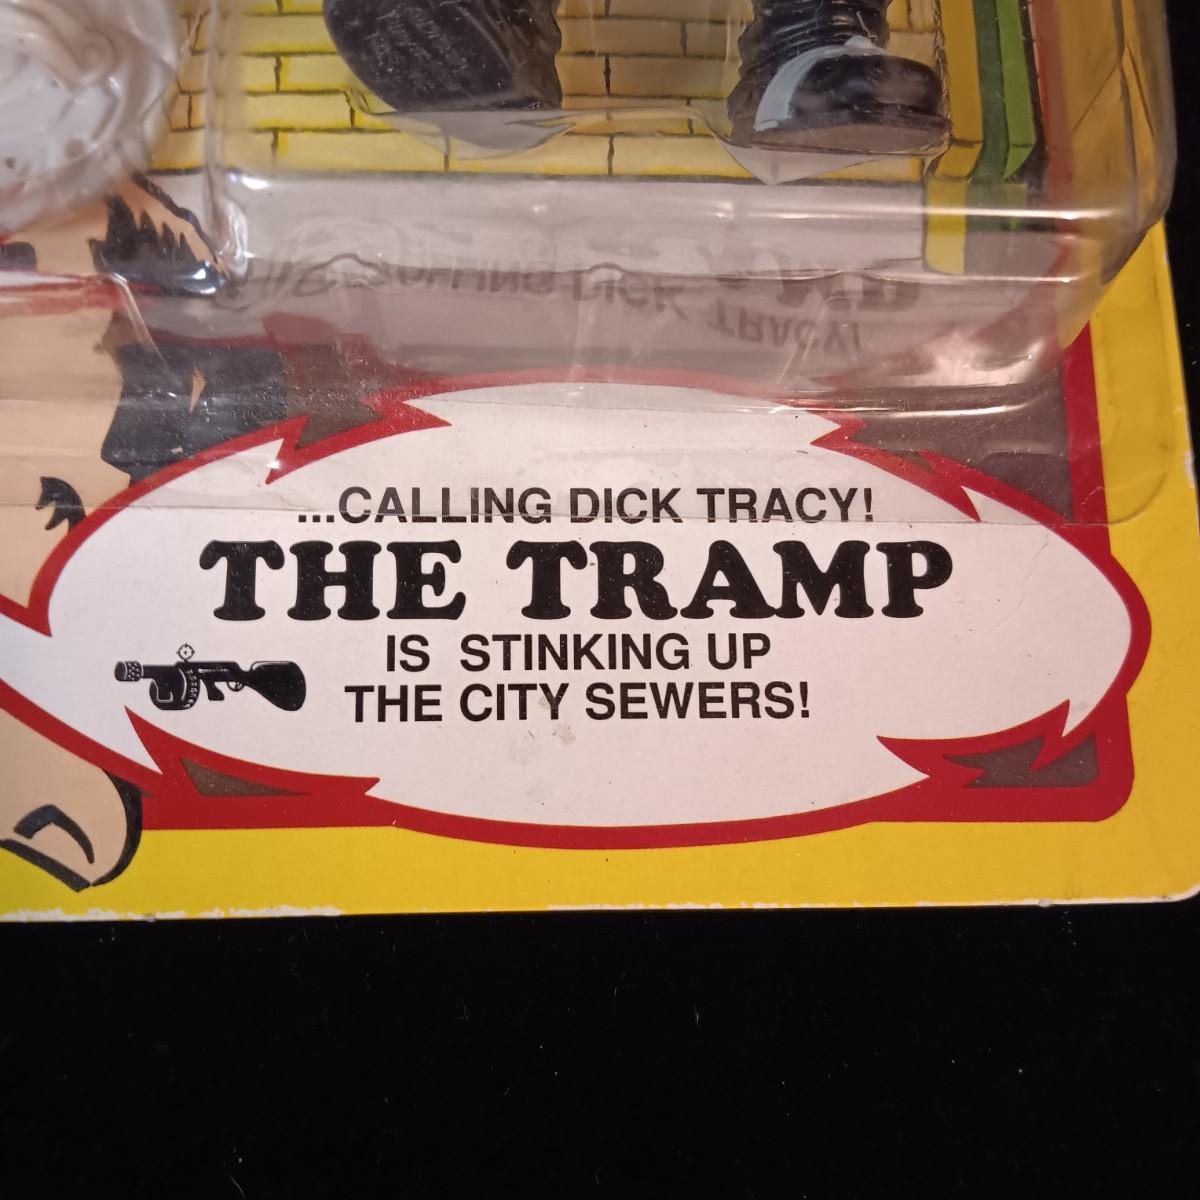 ...CALLING DICK TRACY!
THE TRAMP
IS STINKING UP
THE CITY SEWERS!